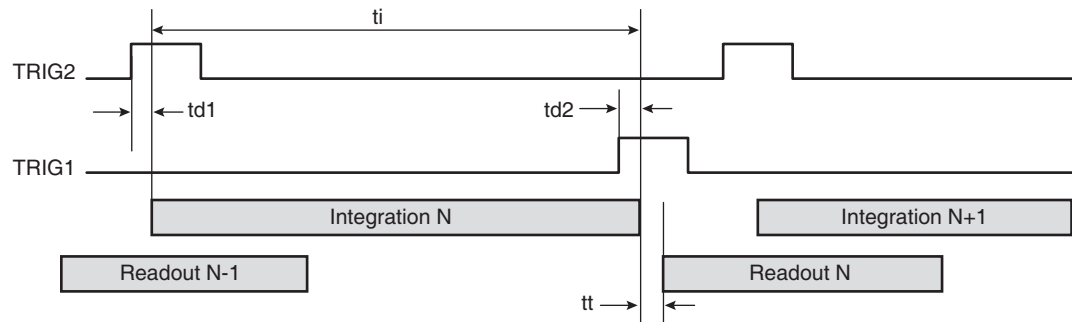 ti
TRIG2
td1
td2
TRIG1
Integration N
Integration N+1
Readout N-1
Readout N
tt